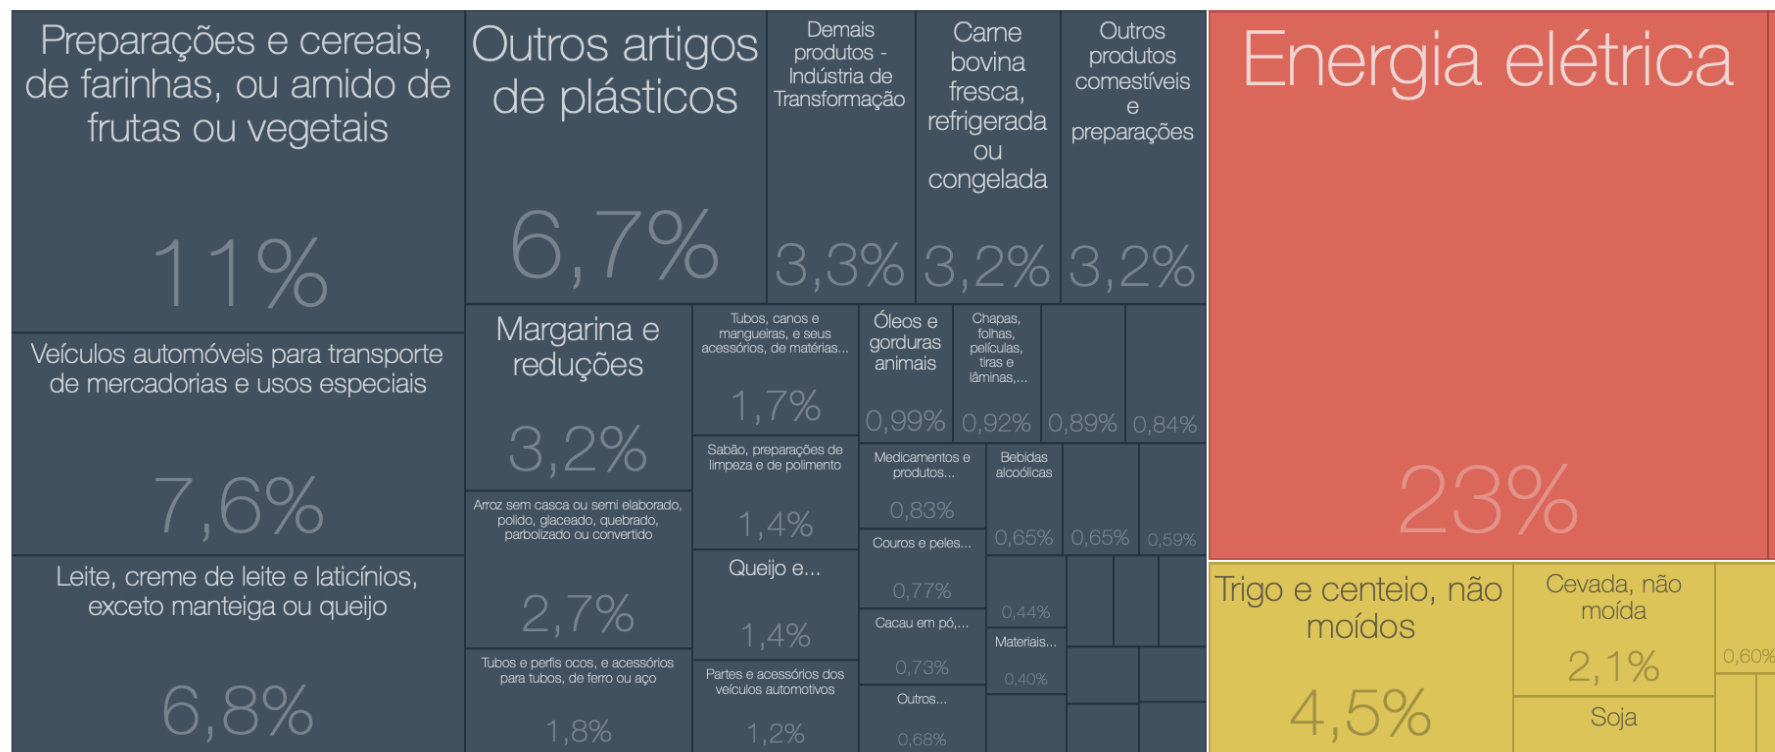 Preparações e cereais,
de farinhas, ou amido de
frutas ou vegetais
11%
Veículos automóveis para transporte
de mercadorias e usos especiais
7,6%
Leite, creme de leite e laticínios,
exceto manteiga ou queijo
6,8%
Outros artigos
de plásticos
6,7%
Demais
produtos -
Indústria de
Transformação
3,3%
Carne
bovina
fresca,
refrigerada
ou
congelada
3,2%
Outros
produtos
comestíveis
e
preparações
3,2%
Margarina e
reduções
3,2%
Arroz sem casca ou semi elaborado,
polido, glaceado, quebrado,
parbolizado ou convertido
2,7%
Tubos e perfis ocos, e acessórios
para tubos, de ferro ou aço
1,8%
Tubos, canos e
mangueiras, e seus
acessórios, de matérias...
1,7%
Sabão, preparações de
limpeza e de polimento
1,4%
Queijo e...
1,4%
Partes e acessórios dos
veículos automotivos
1,2%
Óleos e
gorduras
animais
0,99%
Chapas,
folhas,
películas,
tiras e
lâminas,...
0,92%
0,89%
0,84%
Medicamentos e
produtos...
0,83%
Couros e peles...
0,77%
Cacau em pó,...
0,73%
Outros...
0,68%
Bebidas
alcoólicas
0,65%
0,65%
0,59%
0,44%
Materiais...
0,40%
Energia elétrica
23%
Trigo e centeio, não
moídos
4,5%
Cevada, não
moída
2,1%
Soja
0,60%